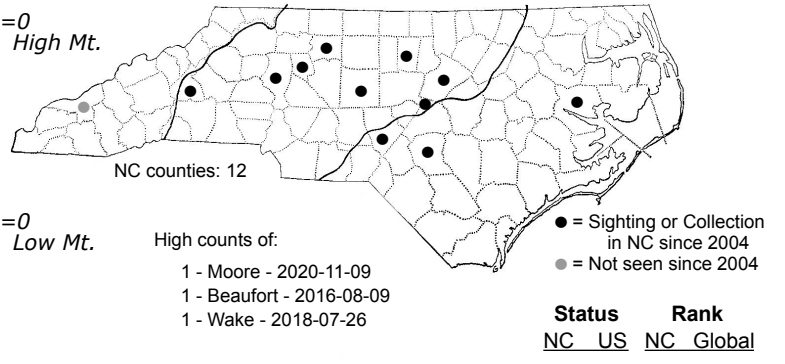 =0
High Mt.
NC counties: 12
=0
Low Mt.
High counts of:
1 - Moore - 2020-11-09
1 - Beaufort - 2016-08-09
1 - Wake - 2018-07-26
= Sighting or Collection
in NC since 2004
= Not seen since 2004
Status Rank
NC US NC Global